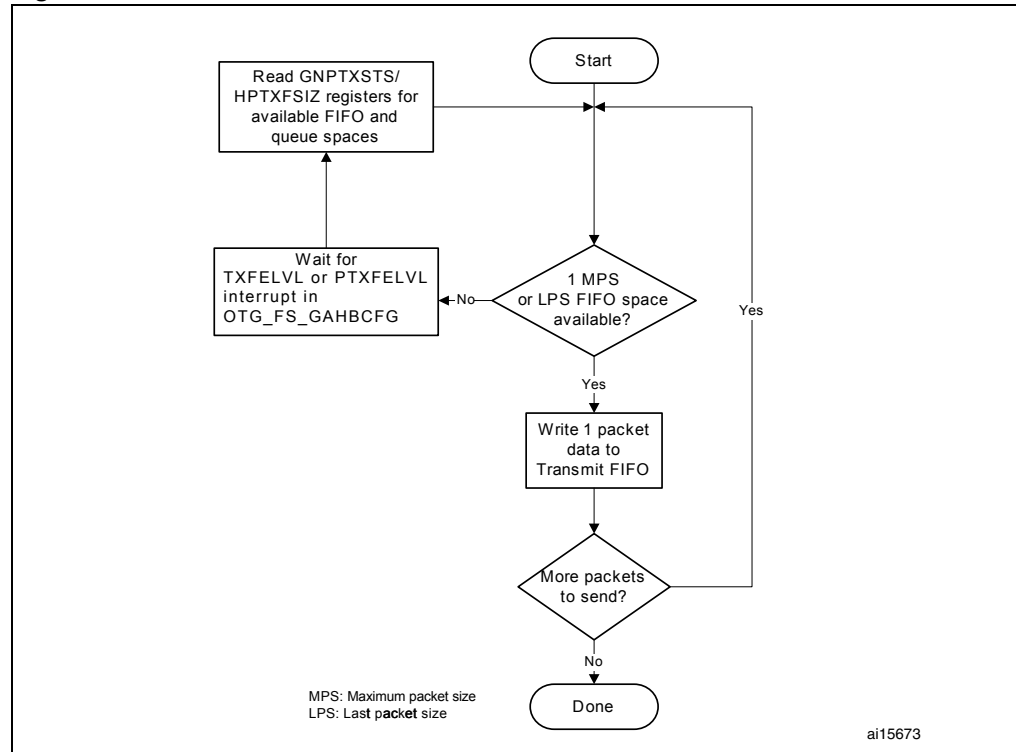 Start
Read GNPTXSTS/
HPTXFSIZ registers for
available FIFO and
queue spaces
Wait for
TXFELVL or PTXFELVL
interrupt in
OTG_FS_GAHBCFG
No
1 MPS
or LPS FIFO space
available?
Yes
Yes
Write 1 packet
data to
Transmit FIFO
More packets
to send?
No
Done
MPS: Maximum packet size
LPS: Last packet size
ai15673